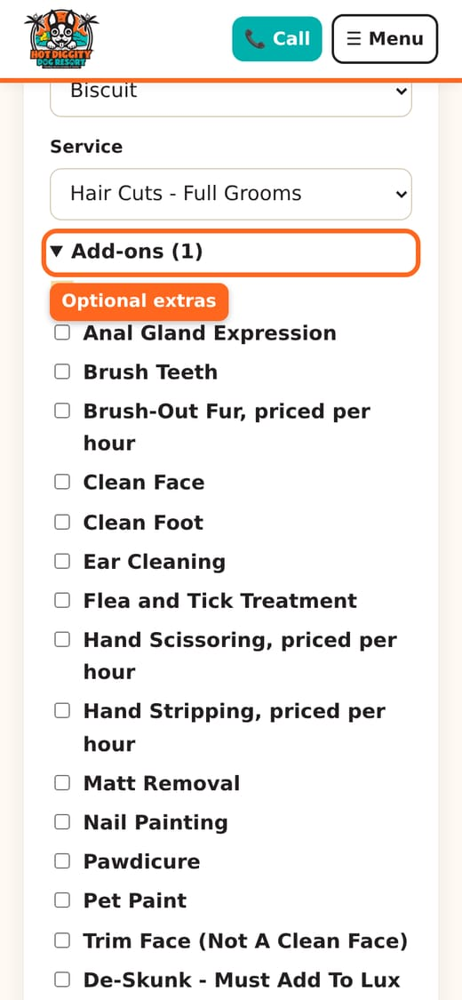 HOT DIGGITY
DOG RESORT
📞 Call
☰ Menu
Biscuit
Service
Hair Cuts - Full Grooms
▼ Add-ons (1)
Optional extras
Anal Gland Expression
Brush Teeth
Brush-Out Fur, priced per
hour
Clean Face
Clean Foot
Ear Cleaning
Flea and Tick Treatment
Hand Scissoring, priced per
hour
Hand Stripping, priced per
hour
Matt Removal
Nail Painting
Pawdicure
Pet Paint
Trim Face (Not A Clean Face)
De-Skunk - Must Add To Lux